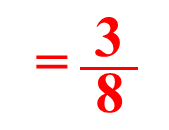 = 3/8